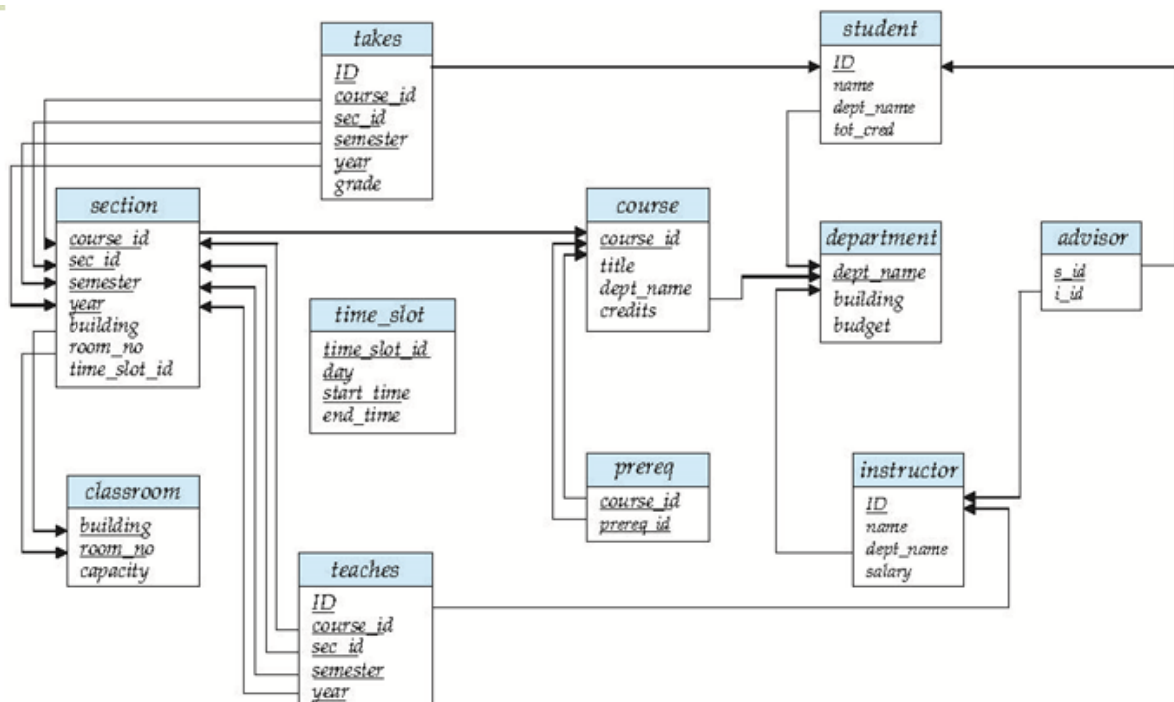 takes
ID
course_id
sec_id
semester
year
grade
student
ID
name
dept_name
tot_cred
section
course_id
sec_id
semester
year
building
room_no
time_slot_id
course
course_id
title
dept_name
credits
department
dept_name
building
budget
advisor
s_id
i_id
time_slot
time_slot_id
day
start_time
end_time
prereq
course_id
prereq_id
instructor
ID
name
dept_name
salary
classroom
building
room_no
capacity
teaches
ID
course_id
sec_id
semester
year